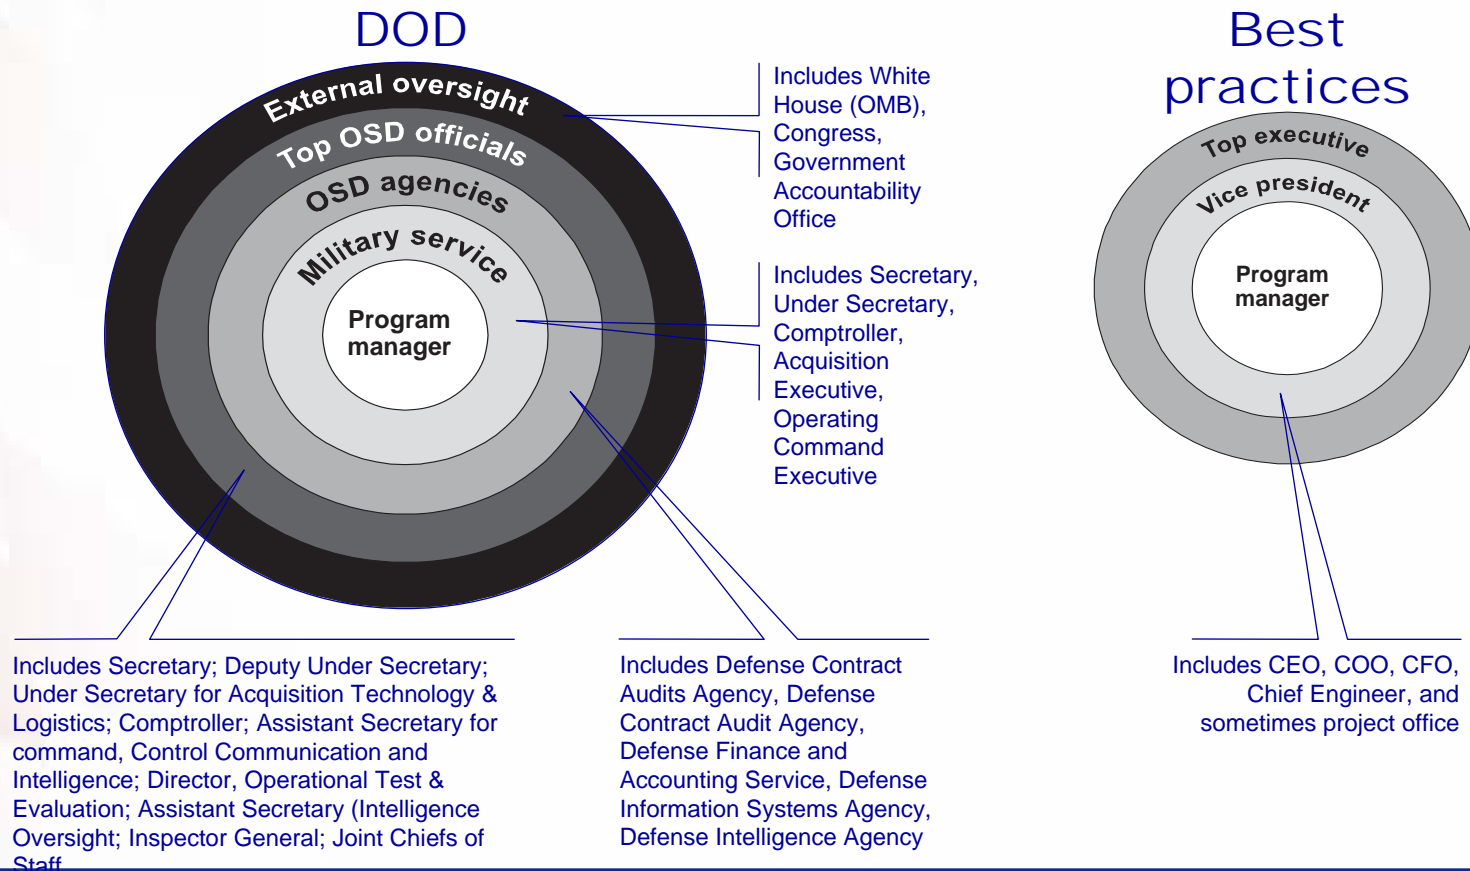 DOD
External oversight
Top OSD officials
OSD agencies
Military service
Program
manager
Includes White
House (OMB),
Congress,
Government
Accountability
Office
Includes Secretary,
Under Secretary,
Comptroller,
Acquisition
Executive,
Operating
Command
Executive
Includes Secretary; Deputy Under Secretary;
Under Secretary for Acquisition Technology &
Logistics; Comptroller; Assistant Secretary for
command, Control Communication and
Intelligence; Director, Operational Test &
Evaluation; Assistant Secretary (Intelligence
Oversight; Inspector General; Joint Chiefs of
Staff
Includes Defense Contract
Audits Agency, Defense
Contract Audit Agency,
Defense Finance and
Accounting Service, Defense
Information Systems Agency,
Defense Intelligence Agency
Best
practices
Top executive
Vice president
Program
manager
Includes CEO, COO, CFO,
Chief Engineer, and
sometimes project office